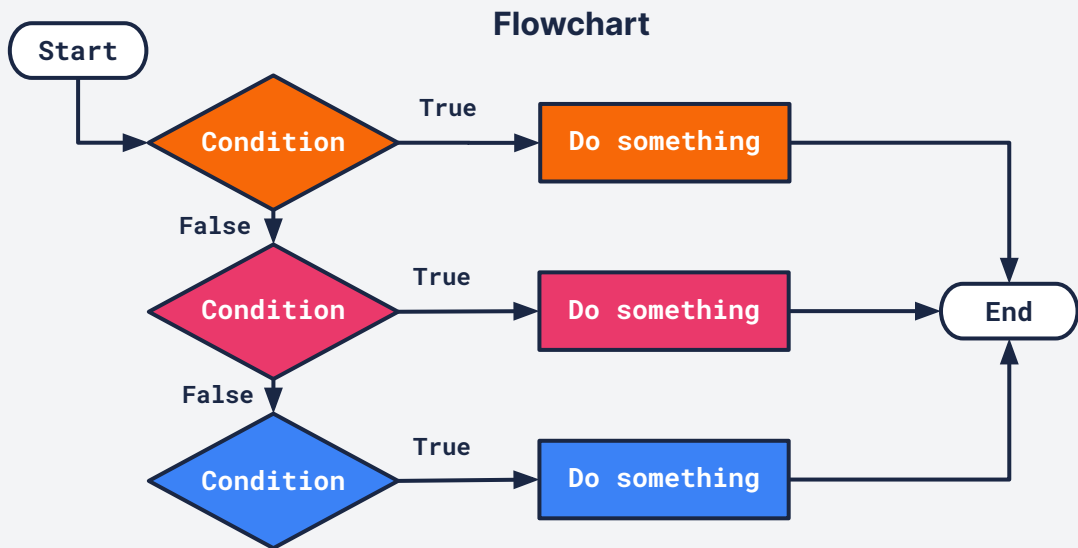 Flowchart
Start
True
Condition
Do something
False
True
Condition
Do something
End
False
True
Condition
Do something